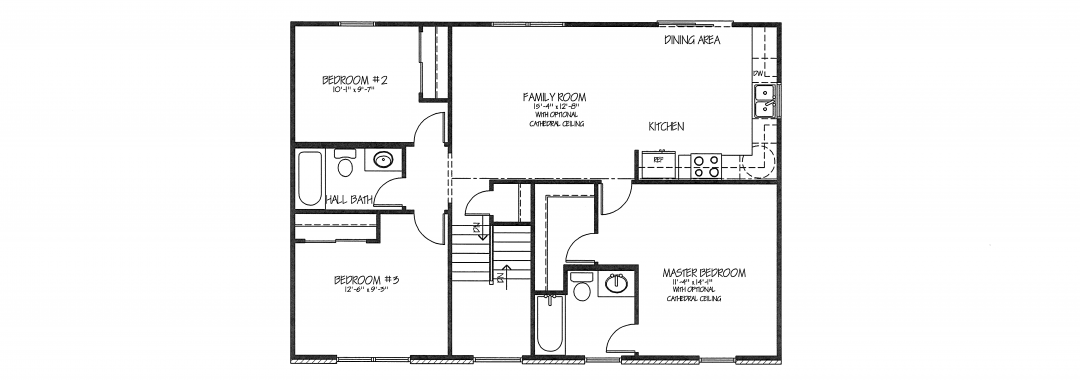 DINING AREA
BEDROOM #2
10'-1" x 9'-7"
DW
FAMILY ROOM
15'-4" x 12'-8"
WITH OPTIONAL
CATHEDRAL CEILING
KITCHEN
REF
HALL BATH
DN
DN
BEDROOM #3
12'-6" x 9'-3"
MASTER BEDROOM
11'-4" x 14'-1"
WITH OPTIONAL
CATHEDRAL CEILING